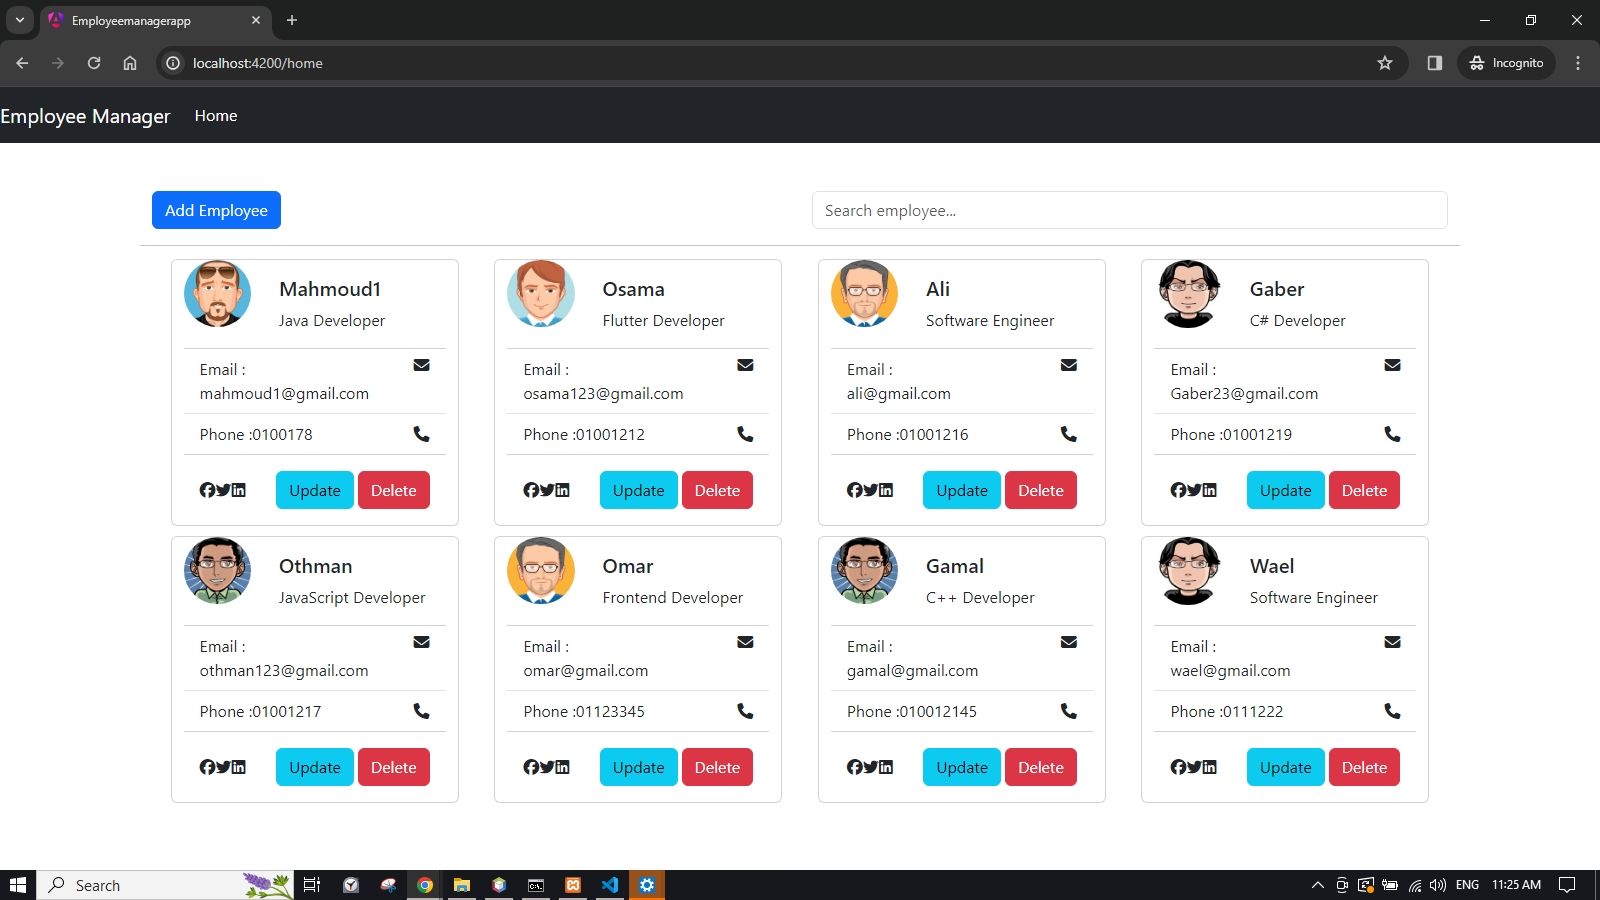 Employeemanagerapp
localhost:4200/home
Incognito
Employee Manager Home
Add Employee
Search employee...
Mahmoud1
Java Developer
Email :
mahmoud1@gmail.com
Phone :0100178
Update Delete
Osama
Flutter Developer
Email :
osama123@gmail.com
Phone :01001212
Update Delete
Ali
Software Engineer
Email :
ali@gmail.com
Phone :01001216
Update Delete
Gaber
C# Developer
Email :
Gaber23@gmail.com
Phone :01001219
Update Delete
Othman
JavaScript Developer
Email :
othman123@gmail.com
Phone :01001217
Update Delete
Omar
Frontend Developer
Email :
omar@gmail.com
Phone :01123345
Update Delete
Gamal
C++ Developer
Email :
gamal@gmail.com
Phone :010012145
Update Delete
Wael
Software Engineer
Email :
wael@gmail.com
Phone :0111222
Update Delete
Search
ENG 11:25 AM